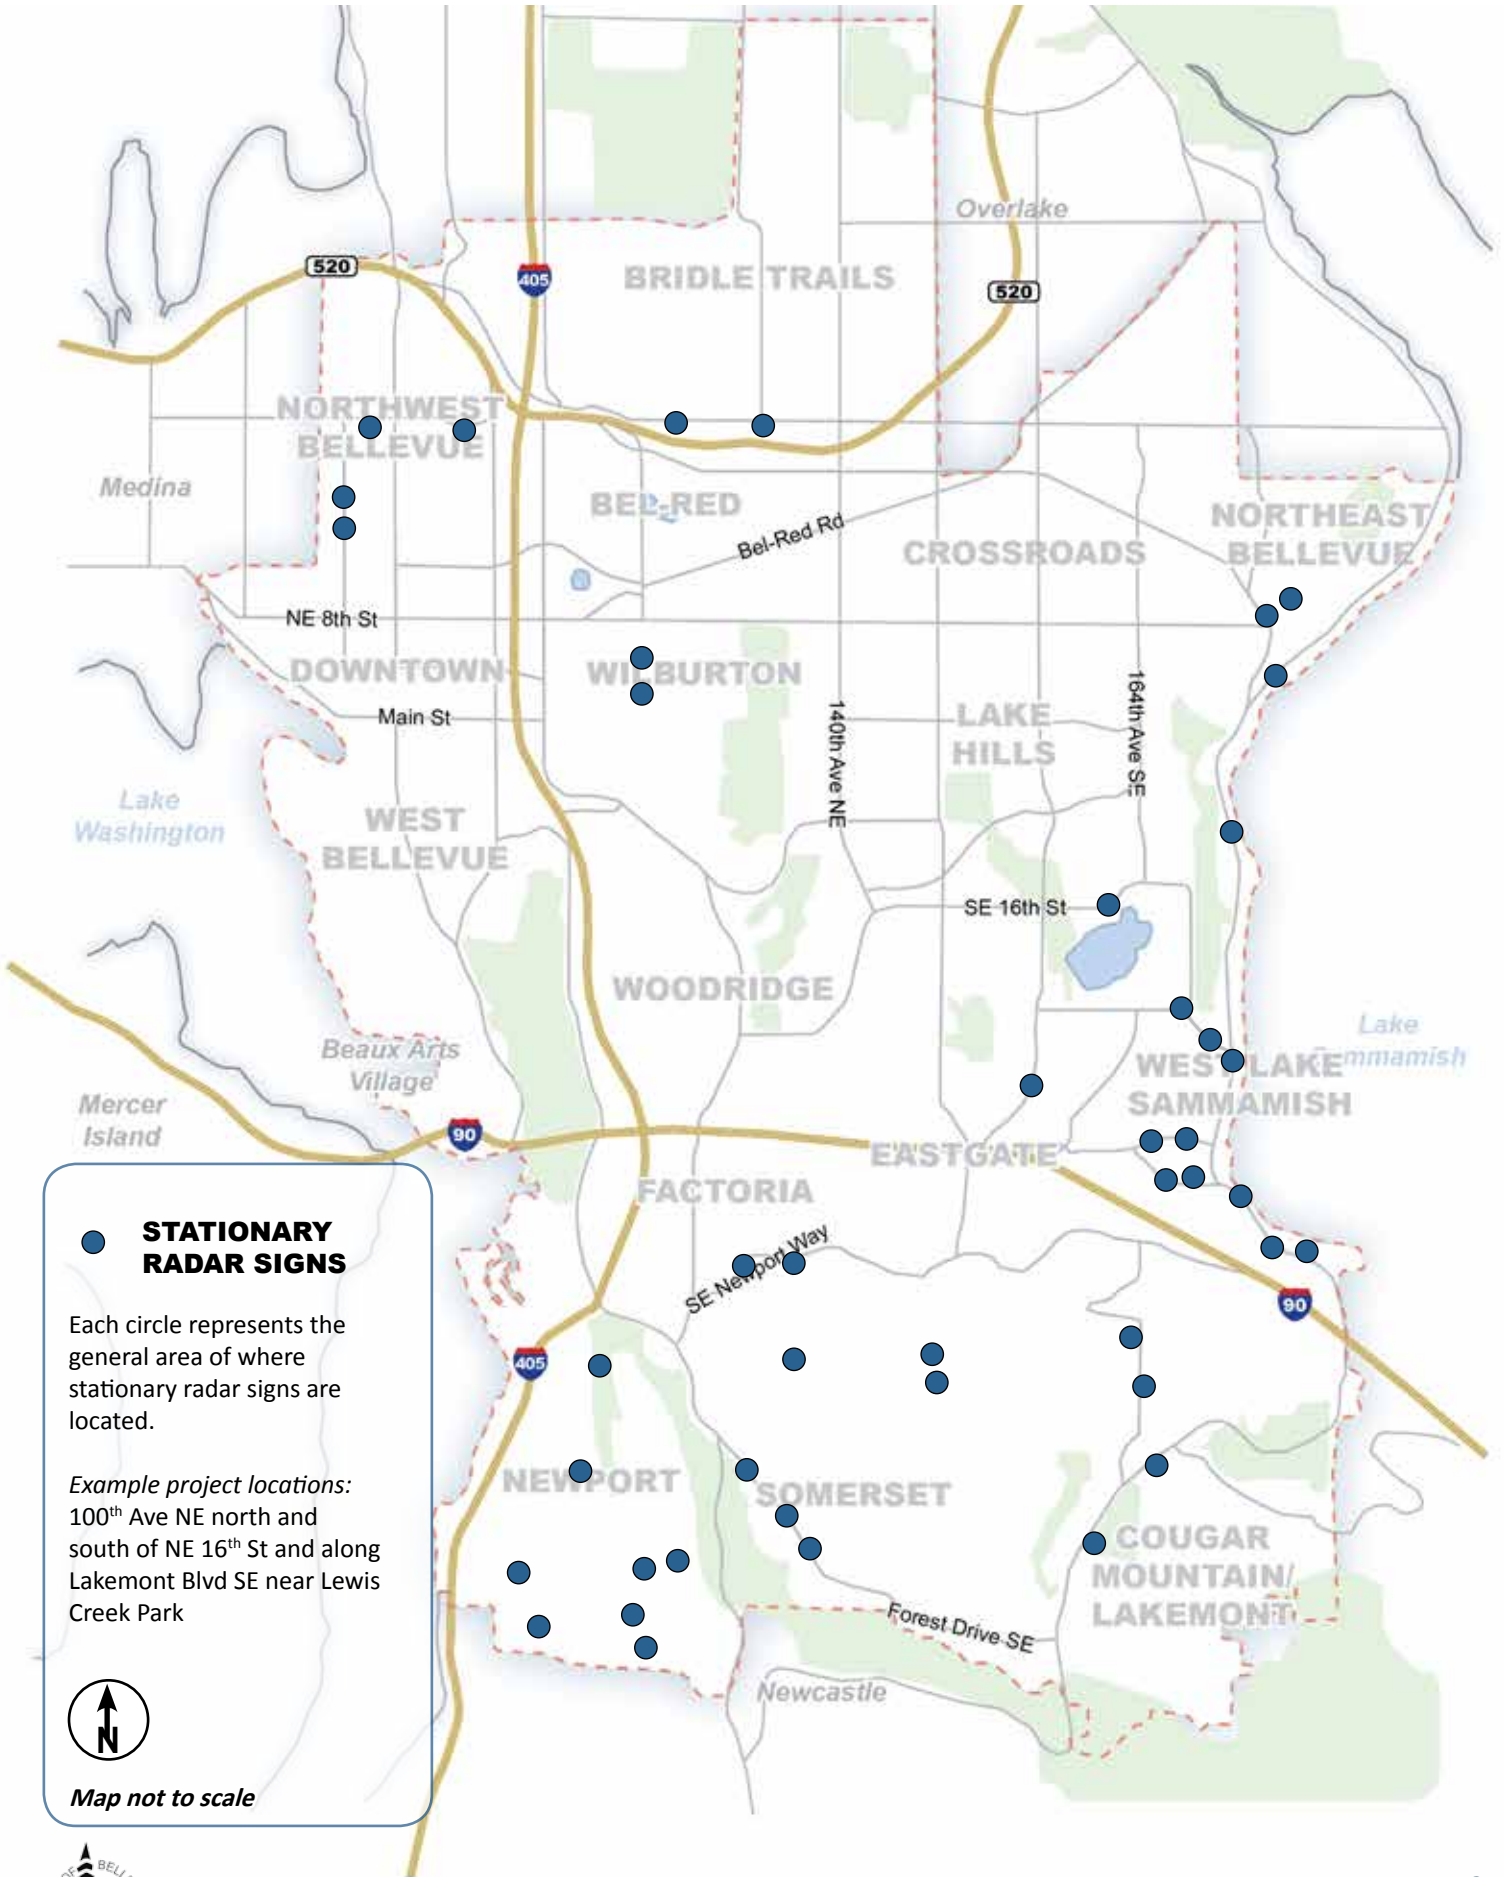 Overlake
520
405
BRIDLE TRAILS
520
NORTHWEST
BELLEVUE
Medina
BEL-RED
Bel-Red Rd
CROSSROADS
NORTHEAST
BELLEVUE
NE 8th St
DOWNTOWN
WILBURTON
Main St
140th Ave NE
LAKE
HILLS
164th Ave SE
Lake
Washington
WEST
BELLEVUE
SE 16th St
WOODRIDGE
Beaux Arts
Village
Lake
WEST LAKE
SAMMAMISH
Mercer
Island
90
EASTGATE
FACTORIA
SE Newport Way
90
405
STATIONARY
RADAR SIGNS
Each circle represents the
general area of where
stationary radar signs are
located.
Example project locations:
100th Ave NE north and
south of NE 16th St and along
Lakemont Blvd SE near Lewis
Creek Park
N
Map not to scale
NEWPORT
SOMERSET
COUGAR
MOUNTAIN/
LAKEMONT
Forest Drive SE
Newcastle